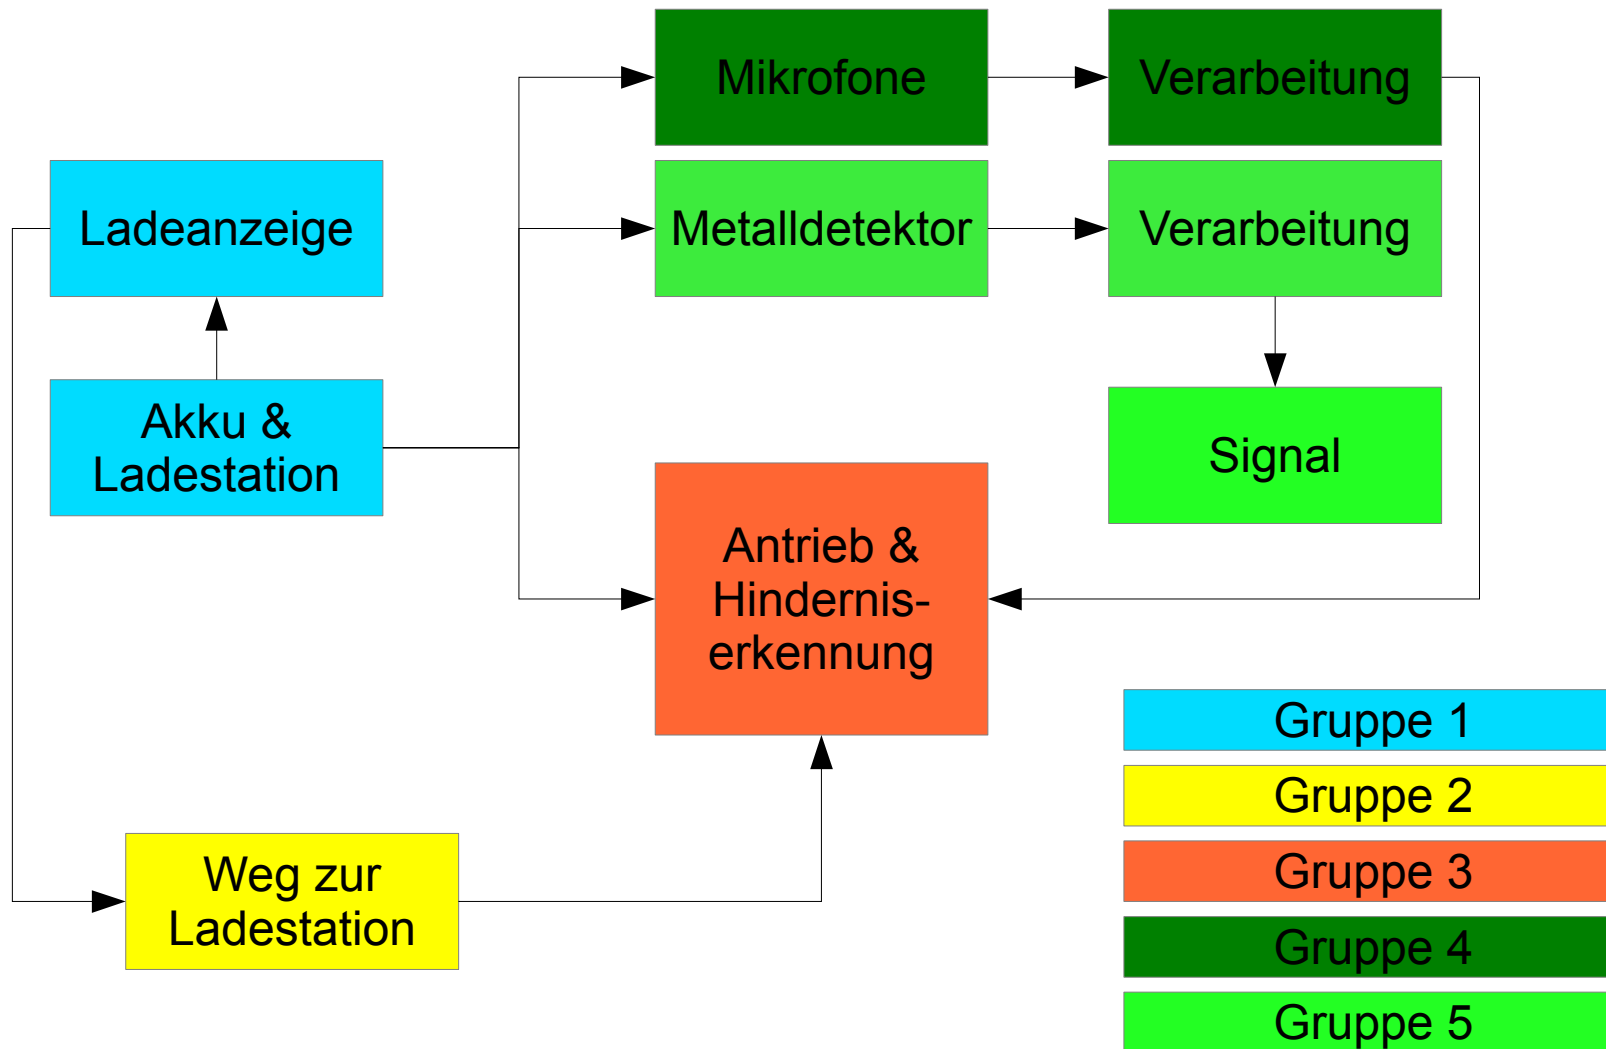 Mikrofone
Verarbeitung
Ladeanzeige
Metalldetektor
Verarbeitung
Akku &
Ladestation
Signal
Antrieb &
Hindernis-
erkennung
Weg zur
Ladestation
Gruppe 1
Gruppe 2
Gruppe 3
Gruppe 4
Gruppe 5